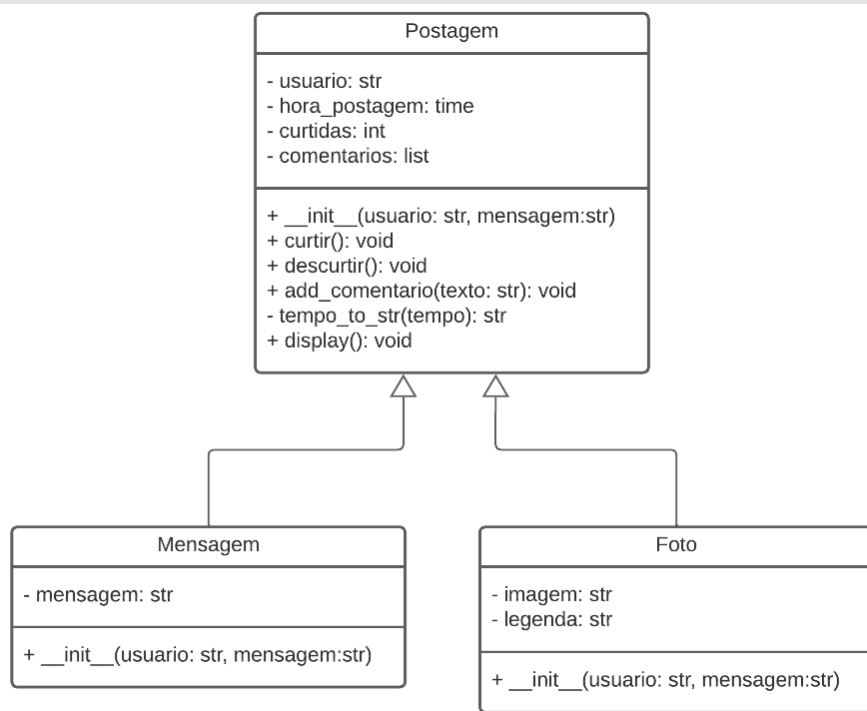 Postagem
- usuario: str
- hora_postagem: time
- curtidas: int
- comentarios: list
+ __init__(usuario: str, mensagem:str)
+ curtir(): void
+ descurtir(): void
+ add_comentario(texto: str): void
- tempo_to_str(tempo): str
+ display(): void
Mensagem
- mensagem: str
+ __init__(usuario: str, mensagem:str)
Foto
- imagem: str
- legenda: str
+ __init__(usuario: str, mensagem:str)